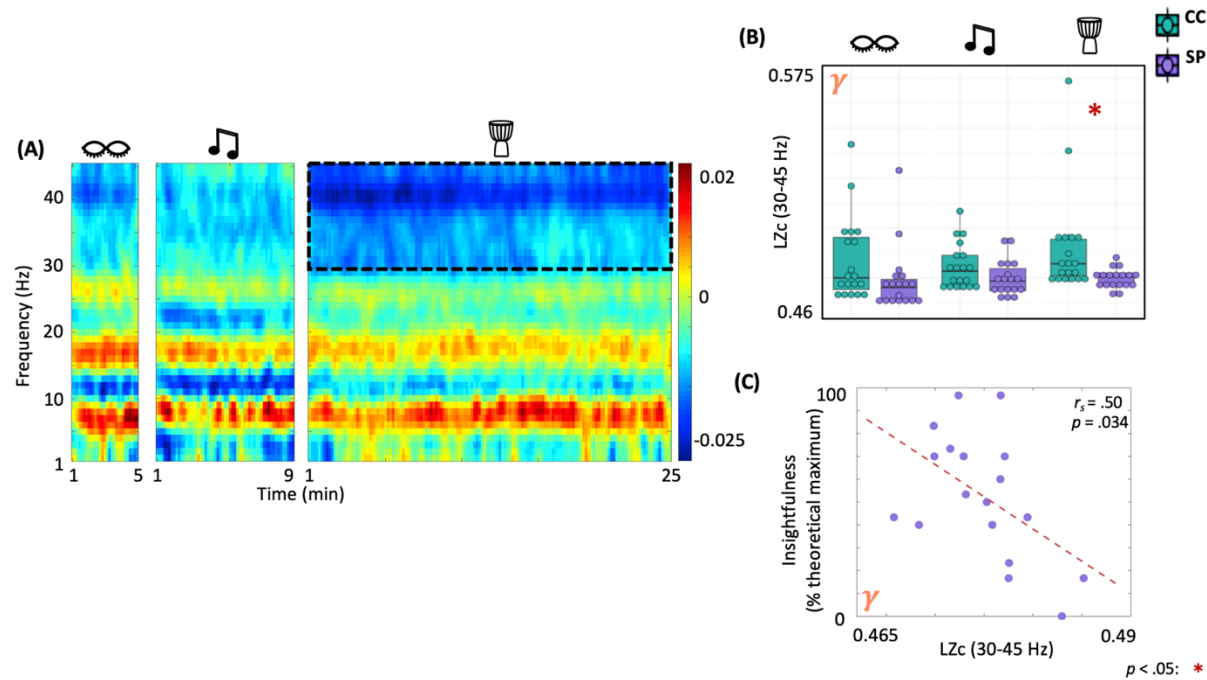 (A)
Frequency (Hz)
40
30
20
10
1
1
5
1
9
1
25
Time (min)
0.02
0
-0.025
(B)
CC
SP
γ
0.575
LZc (30-45 Hz)
0.46
*
(C)
100
Insightfulness
(% theoretical maximum)
0
rs = .50
p = .034
γ
0.465
0.49
LZc (30-45 Hz)
p < .05: *